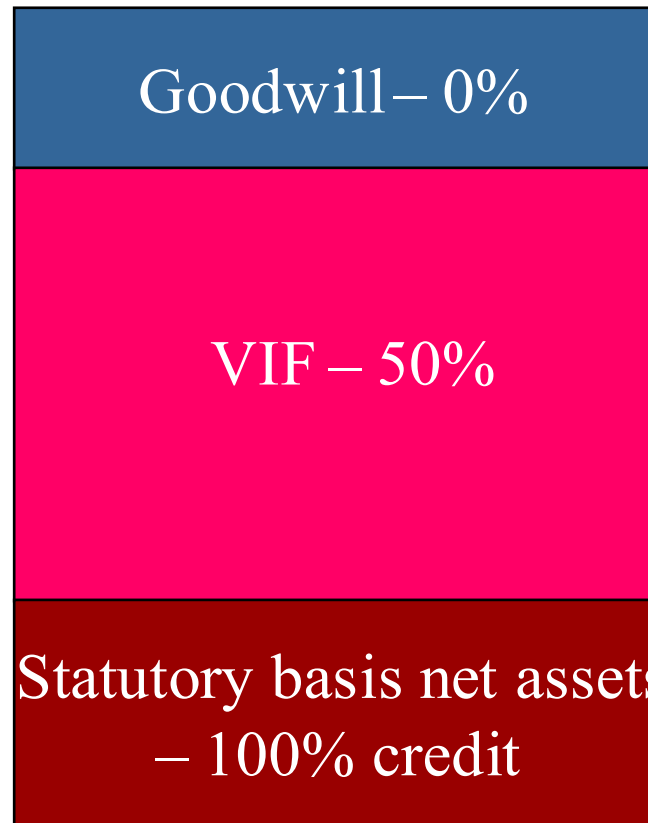 Goodwill – 0%
VIF – 50%
Statutory basis net assets
– 100% credit